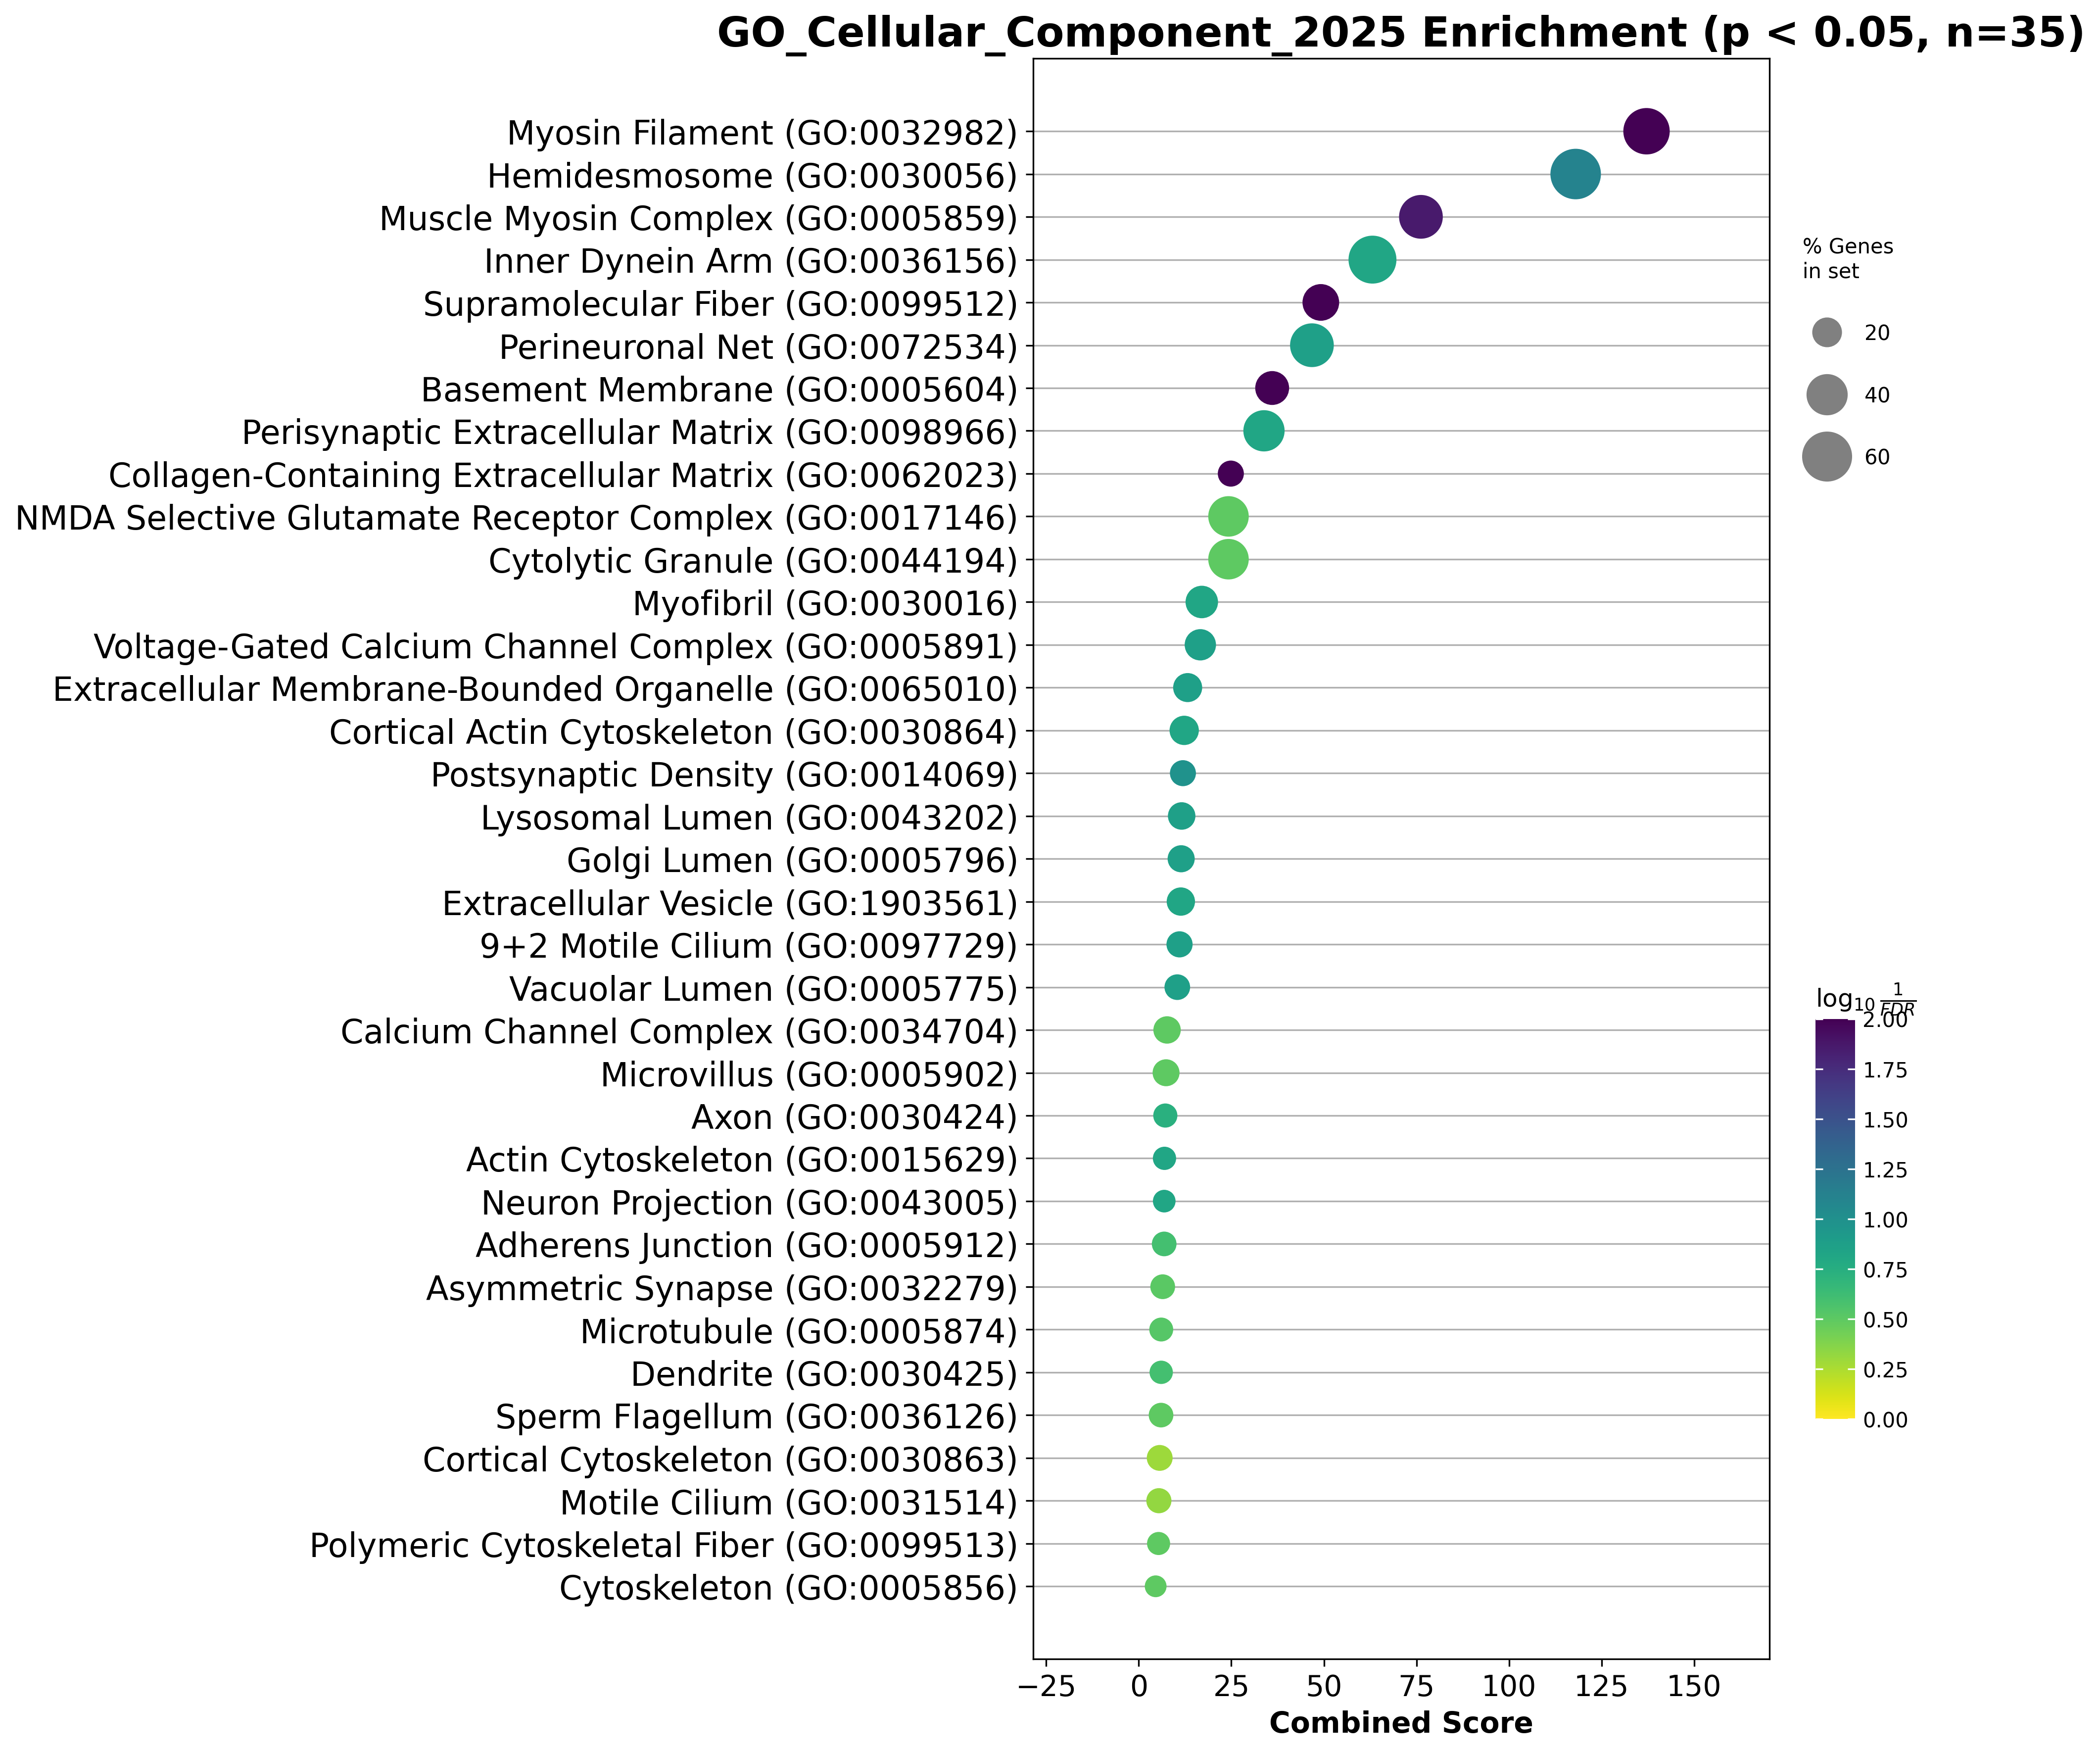 GO_Cellular_Component_2025 Enrichment (p < 0.05, n=35)
Myosin Filament (GO:0032982)
Hemidesmosome (GO:0030056)
Muscle Myosin Complex (GO:0005859)
Inner Dynein Arm (GO:0036156)
Supramolecular Fiber (GO:0099512)
Perineuronal Net (GO:0072534)
Basement Membrane (GO:0005604)
Perisynaptic Extracellular Matrix (GO:0098966)
Collagen-Containing Extracellular Matrix (GO:0062023)
NMDA Selective Glutamate Receptor Complex (GO:0017146)
Cytolytic Granule (GO:0044194)
Myofibril (GO:0030016)
Voltage-Gated Calcium Channel Complex (GO:0005891)
Extracellular Membrane-Bounded Organelle (GO:0065010)
Cortical Actin Cytoskeleton (GO:0030864)
Postsynaptic Density (GO:0014069)
Lysosomal Lumen (GO:0043202)
Golgi Lumen (GO:0005796)
Extracellular Vesicle (GO:1903561)
9+2 Motile Cilium (GO:0097729)
Vacuolar Lumen (GO:0005775)
Calcium Channel Complex (GO:0034704)
Microvillus (GO:0005902)
Axon (GO:0030424)
Actin Cytoskeleton (GO:0015629)
Neuron Projection (GO:0043005)
Adherens Junction (GO:0005912)
Asymmetric Synapse (GO:0032279)
Microtubule (GO:0005874)
Dendrite (GO:0030425)
Sperm Flagellum (GO:0036126)
Cortical Cytoskeleton (GO:0030863)
Motile Cilium (GO:0031514)
Polymeric Cytoskeletal Fiber (GO:0099513)
Cytoskeleton (GO:0005856)
−25 0 25 50 75 100 125 150
Combined Score
% Genes
in set
20
40
60
log₁₀ 1/FDR
2.00
1.75
1.50
1.25
1.00
0.75
0.50
0.25
0.00